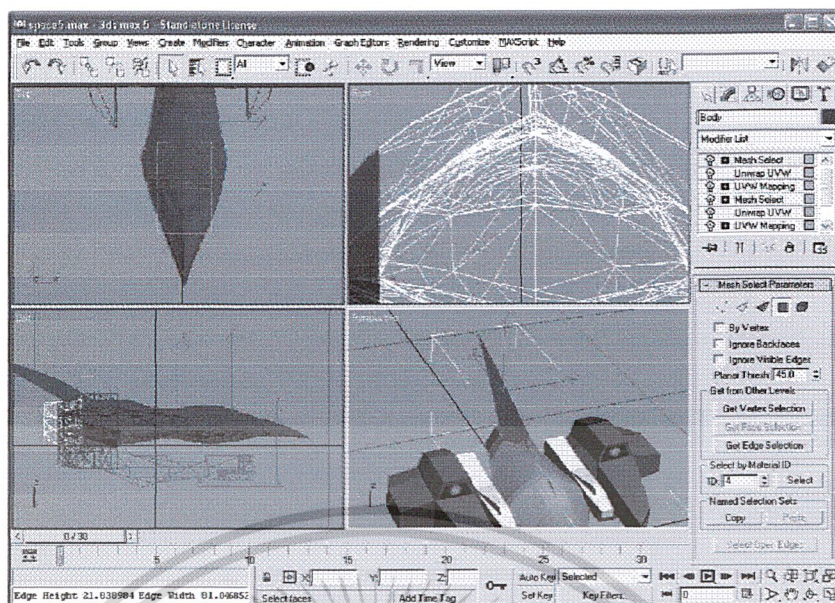 space5.max - 3ds max 5 - Stand-alone License
File Edit Tools Group Views Create Modifiers Character Animation Graph Editors Rendering Customize MAXScript Help
All
View
Body
Modifier List
Mesh Select
Unwrap UVW
UVW Mapping
Mesh Select
Unwrap UVW
UVW Mapping
- Mesh Select Parameters
By Vertex
Ignore Backfaces
Ignore Visible Edges
Planar Thresh: 45.0
Get from Other Levels
Get Vertex Selection
Get Face Selection
Get Edge Selection
Select by Material ID
ID: 4 Select
Named Selection Sets
Copy Paste
Select Open Edges
0 / 30
5 10 15 20 25 30
X: Y: Z:
Auto Key Selected
Edge Height 21.038984 Edge Width 81.046852
Select faces Add Time Tag Set Key Key Filters... 0